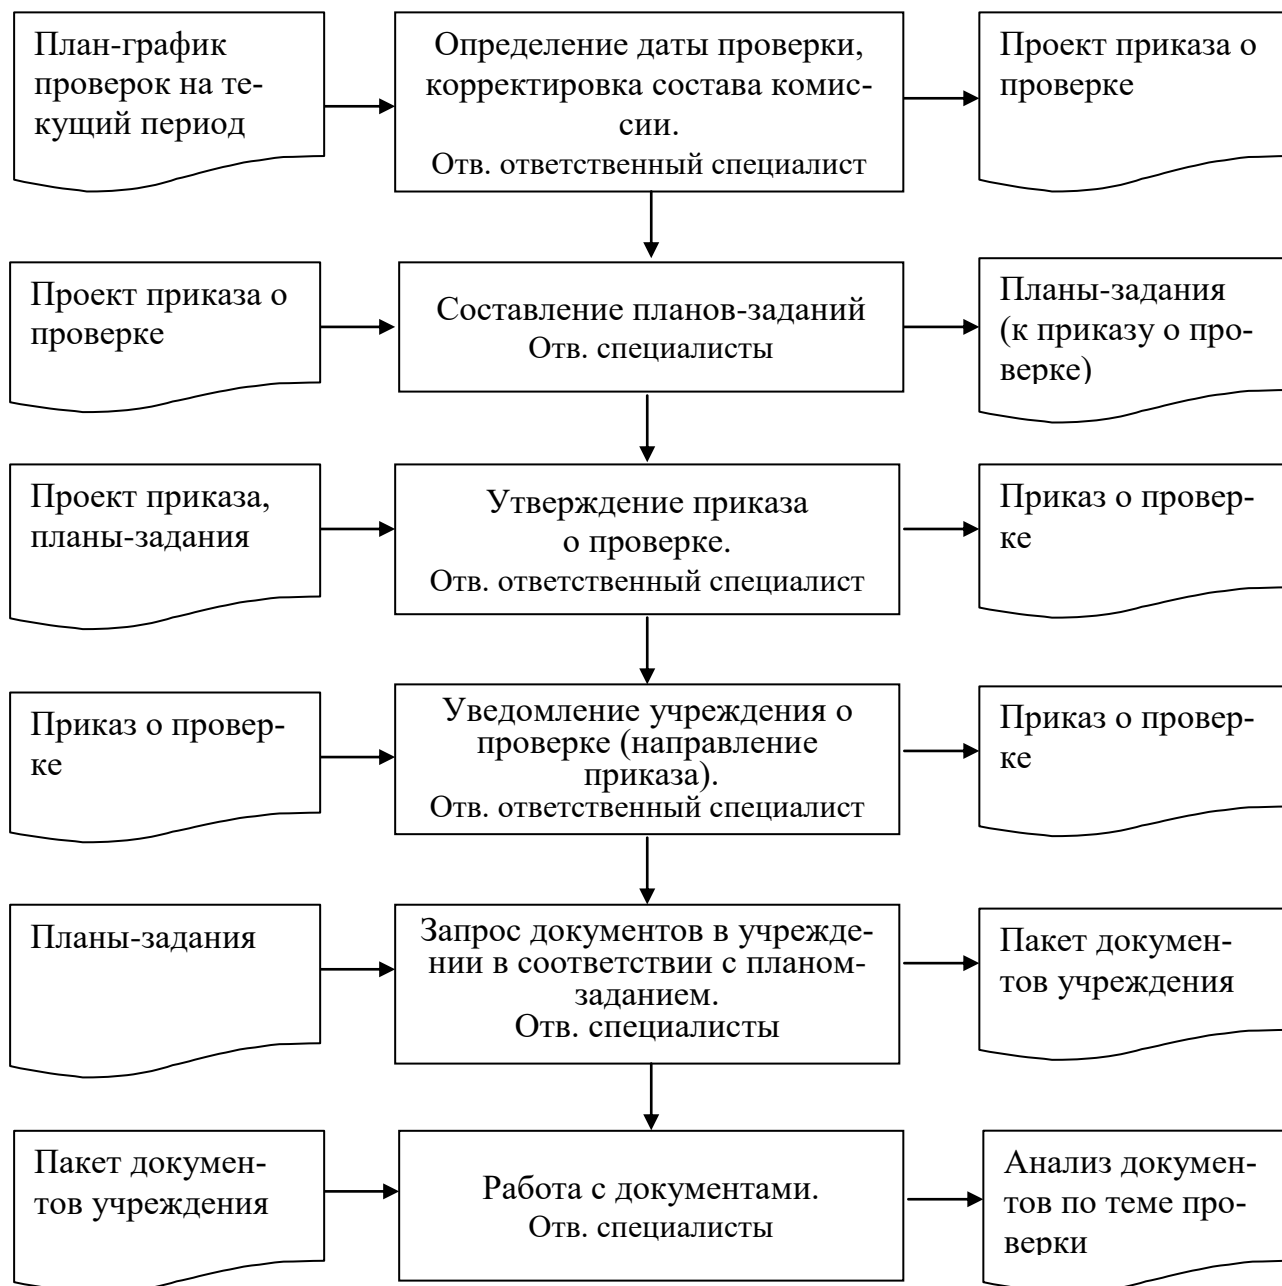 План-график
проверок на те-
кущий период
Определение даты проверки,
корректировка состава комис-
сии.
Отв. ответственный специалист
Проект приказа о
проверке
Проект приказа о
проверке
Составление планов-заданий
Отв. специалисты
Планы-задания
(к приказу о про-
верке)
Проект приказа,
планы-задания
Утверждение приказа
о проверке.
Отв. ответственный специалист
Приказ о провер-
ке
Приказ о провер-
ке
Уведомление учреждения о
проверке (направление
приказа).
Отв. ответственный специалист
Приказ о провер-
ке
Планы-задания
Запрос документов в учрежде-
нии в соответствии с планом-
заданием.
Отв. специалисты
Пакет докумен-
тов учреждения
Пакет докумен-
тов учреждения
Работа с документами.
Отв. специалисты
Анализ докумен-
тов по теме про-
верки